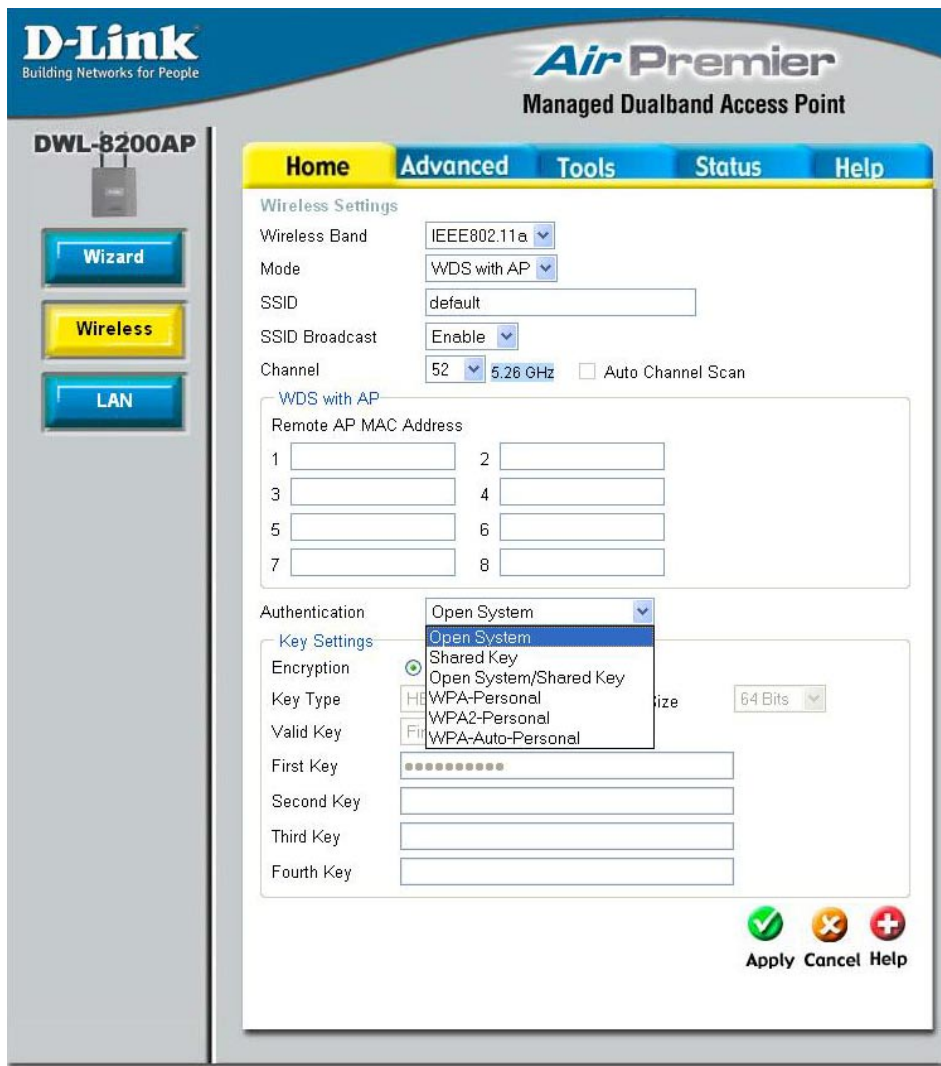 D-Link
Building Networks for People
Air Premier
Managed Dualband Access Point
DWL-8200AP
Home Advanced Tools Status Help
Wizard
Wireless
LAN
Wireless Settings
Wireless Band IEEE802.11a
Mode WDS with AP
SSID default
SSID Broadcast Enable
Channel 52 5.26 GHz Auto Channel Scan
WDS with AP
Remote AP MAC Address
1 2
3 4
5 6
7 8
Authentication Open System
Open System
Shared Key
Open System/Shared Key
WPA-Personal
WPA2-Personal
WPA-Auto-Personal
Key Settings
Encryption
Key Type 64 Bits
Valid Key
First Key
Second Key
Third Key
Fourth Key
Apply Cancel Help